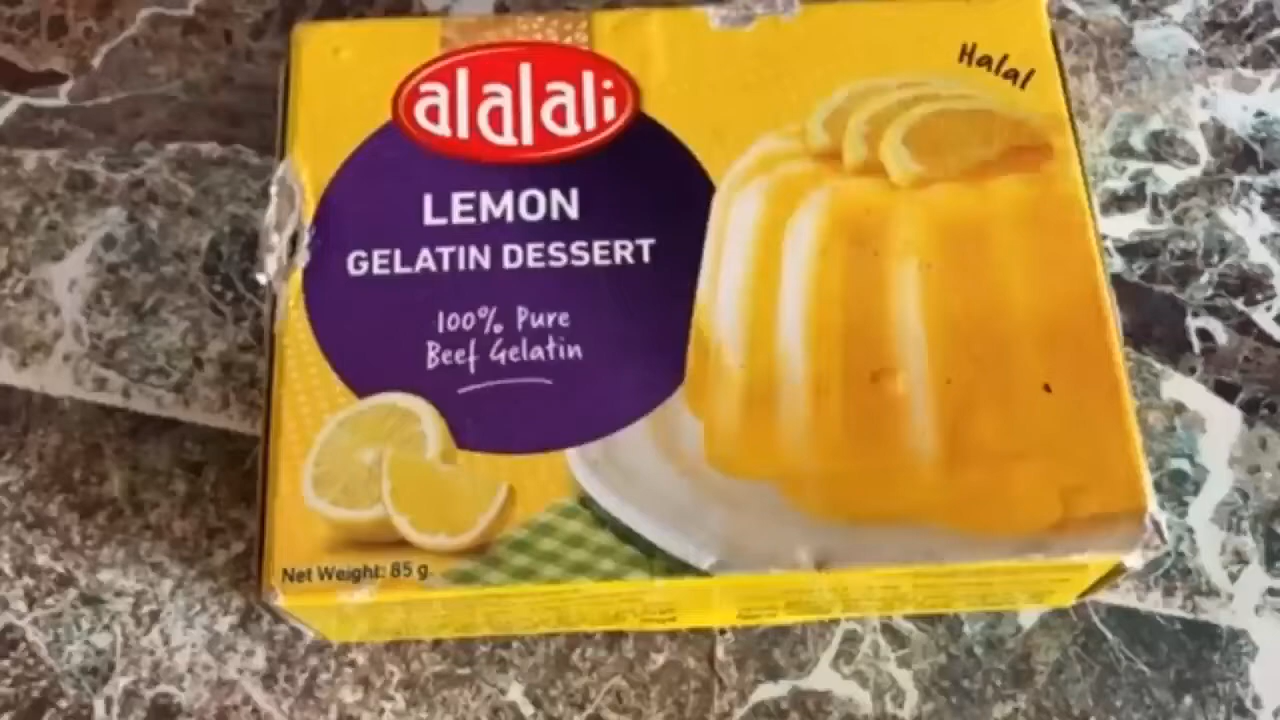 alalali
Halal
LEMON
GELATIN DESSERT
100% Pure
Beef Gelatin
Net Weight: 85 g.